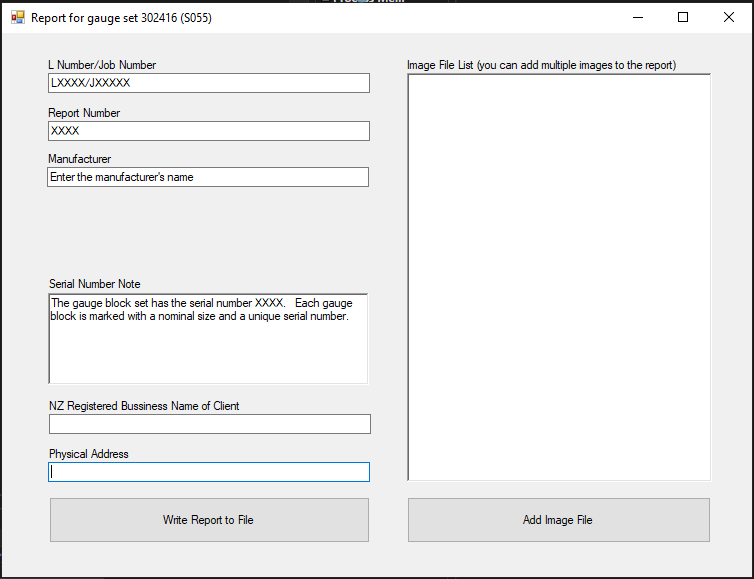 Report for gauge set 302416 (S055)
L Number/Job Number
LXXXX/JXXXXX
Report Number
XXXX
Manufacturer
Enter the manufacturer's name
Serial Number Note
The gauge block set has the serial number XXXX.   Each gauge
block is marked with a nominal size and a unique serial number.
NZ Registered Bussiness Name of Client
Physical Address
Write Report to File
Image File List (you can add multiple images to the report)
Add Image File